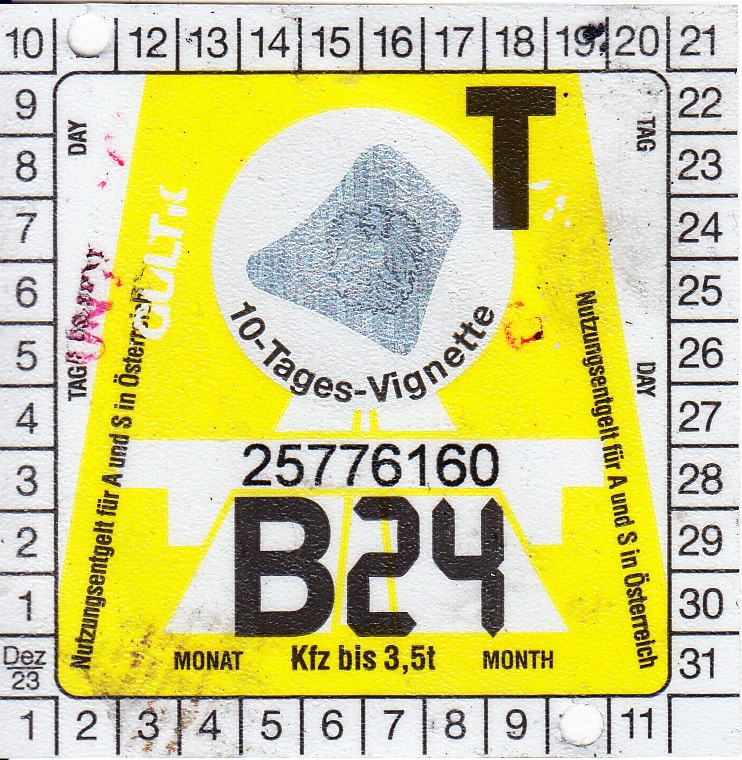 10 12 13 14 15 16 17 18 19 20 21
9 DAY T TAG 22
8 23
7 24
6 25
5 TAG DAY 26
4 27
3 28
2 29
1 30
Dez
23
31
10-Tages-Vignette
Nutzungsentgelt für A und S in Österreich
Nutzungsentgelt für A und S in Österreich
25776160
B24
MONAT Kfz bis 3,5t MONTH
1 2 3 4 5 6 7 8 9 11